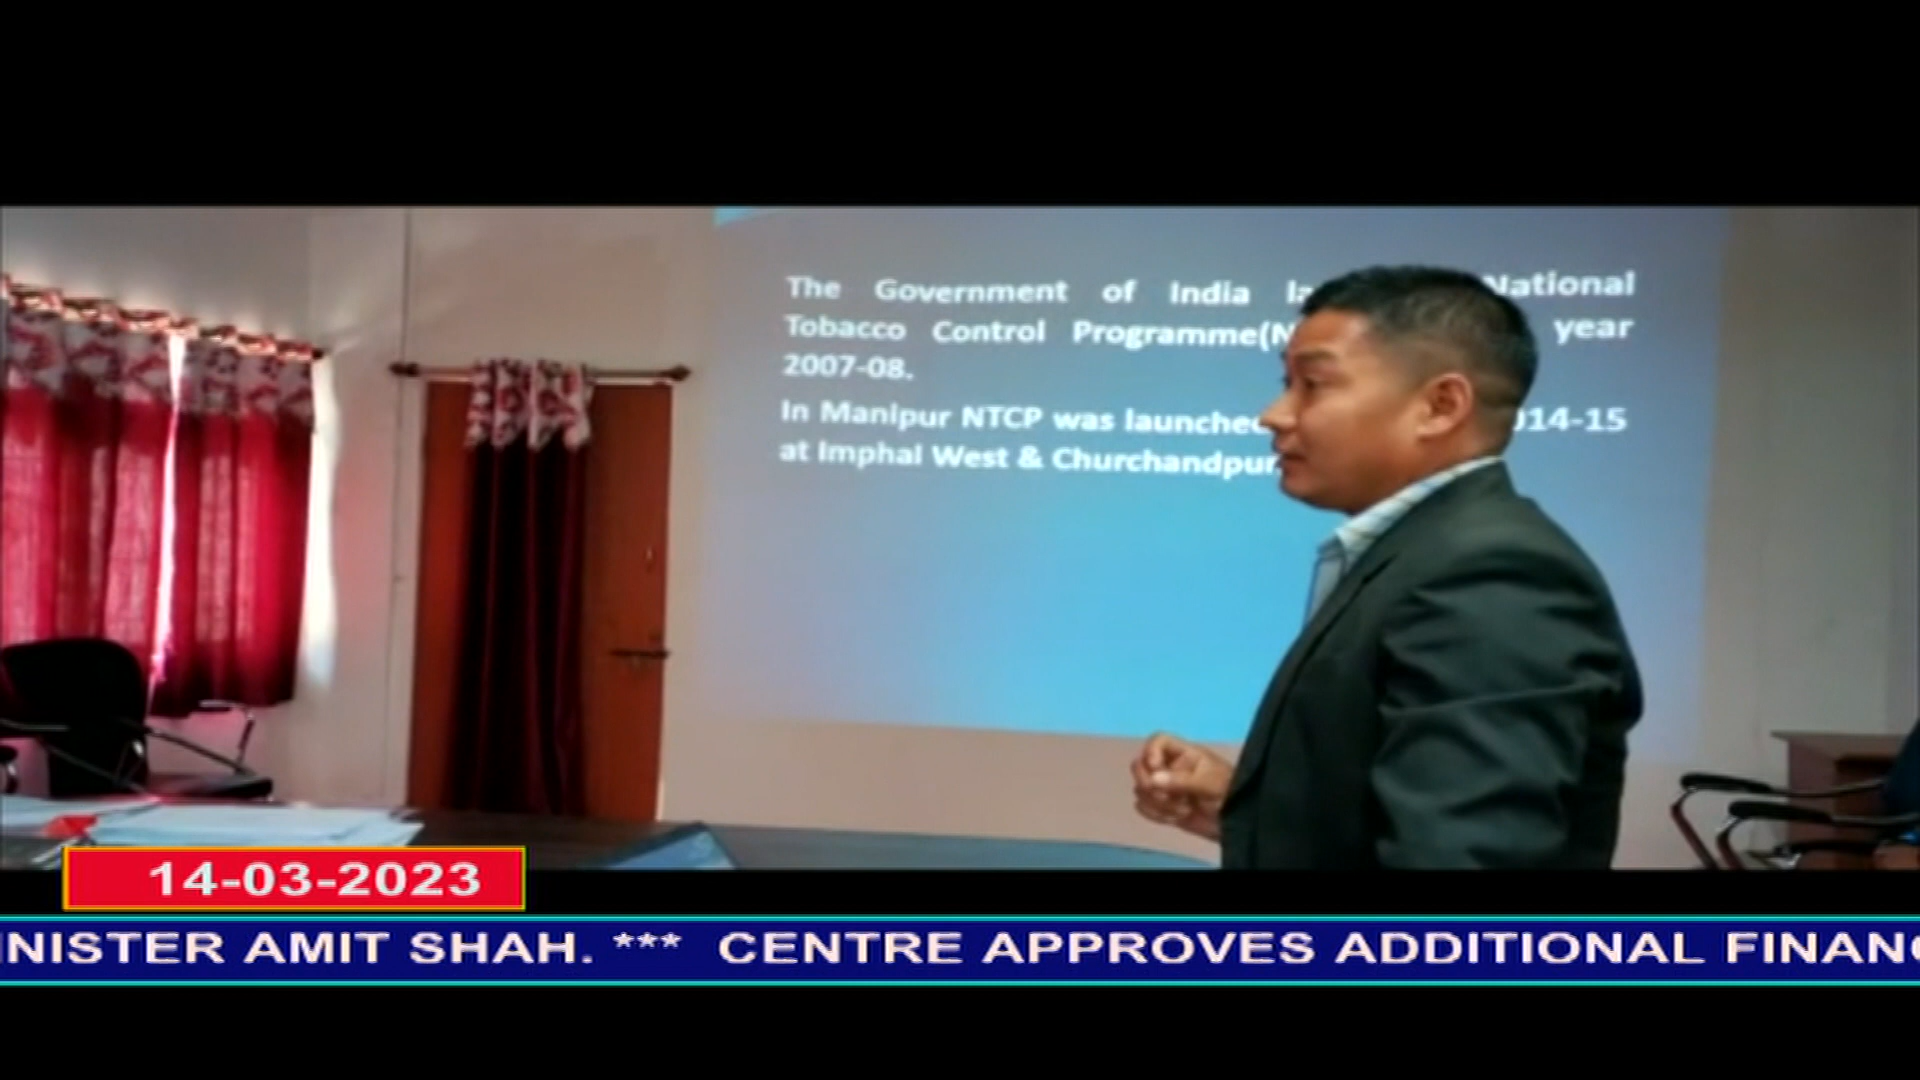 The Government of India National
Tobacco Control Programme(N year
2007-08.
In Manipur NTCP was launched 014-15
at Imphal West & Churchandpur.
14-03-2023
NISTER AMIT SHAH. *** CENTRE APPROVES ADDITIONAL FINANC